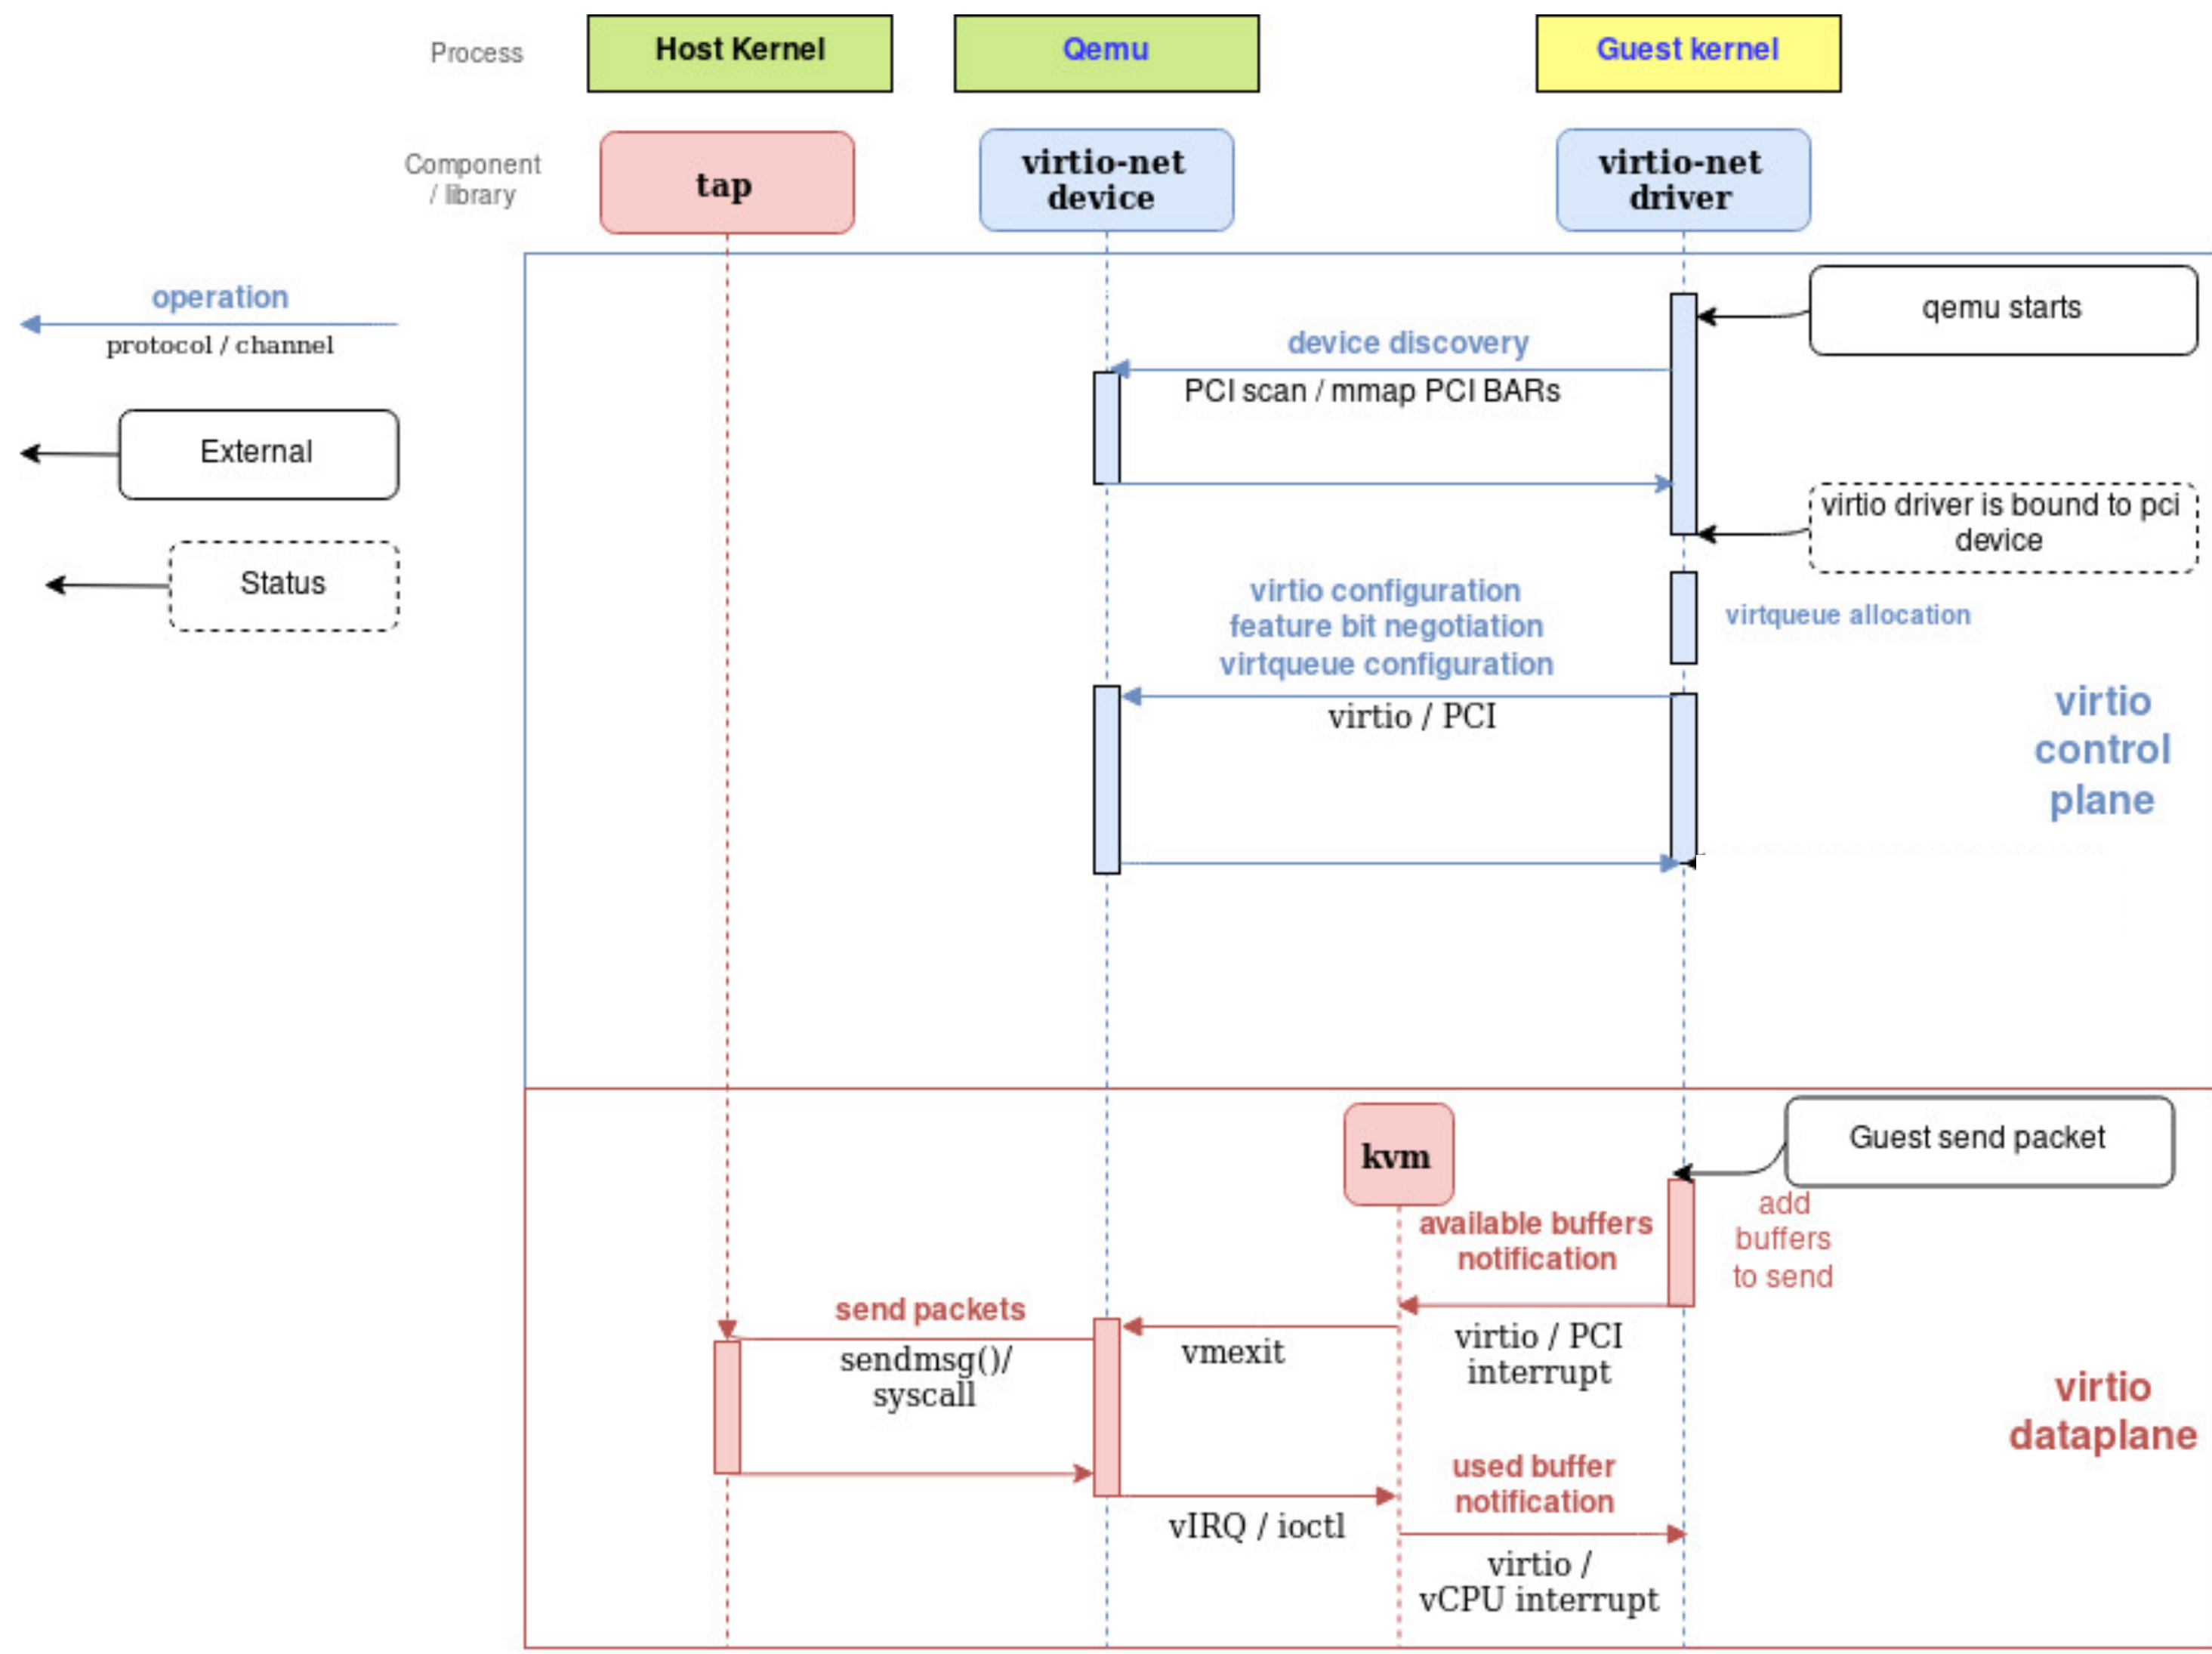 Process
Host Kernel
Qemu
Guest kernel
Component
/ library
tap
virtio-net
device
virtio-net
driver
operation
protocol / channel
External
Status
qemu starts
device discovery
PCI scan / mmap PCI BARs
virtio driver is bound to pci
device
virtio configuration
feature bit negotiation
virtqueue configuration
virtio / PCI
virtqueue allocation
virtio
control
plane
kvm
Guest send packet
add
buffers
to send
available buffers
notification
virtio / PCI
interrupt
vmexit
send packets
sendmsg()/
syscall
vIRQ / ioctl
used buffer
notification
virtio /
vCPU interrupt
virtio
dataplane